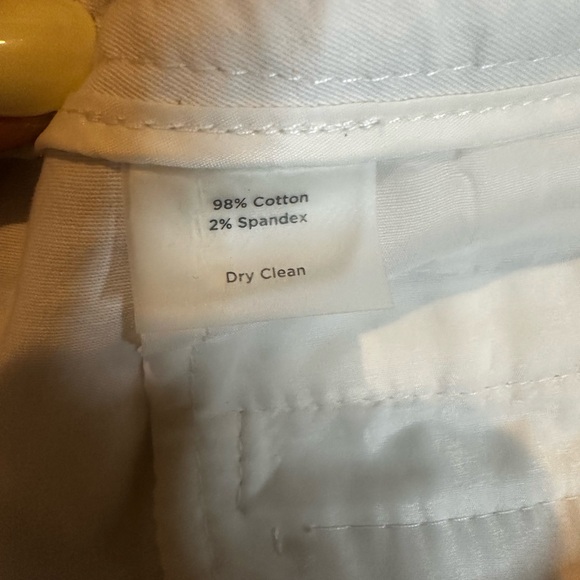 98% Cotton
2% Spandex
Dry Clean